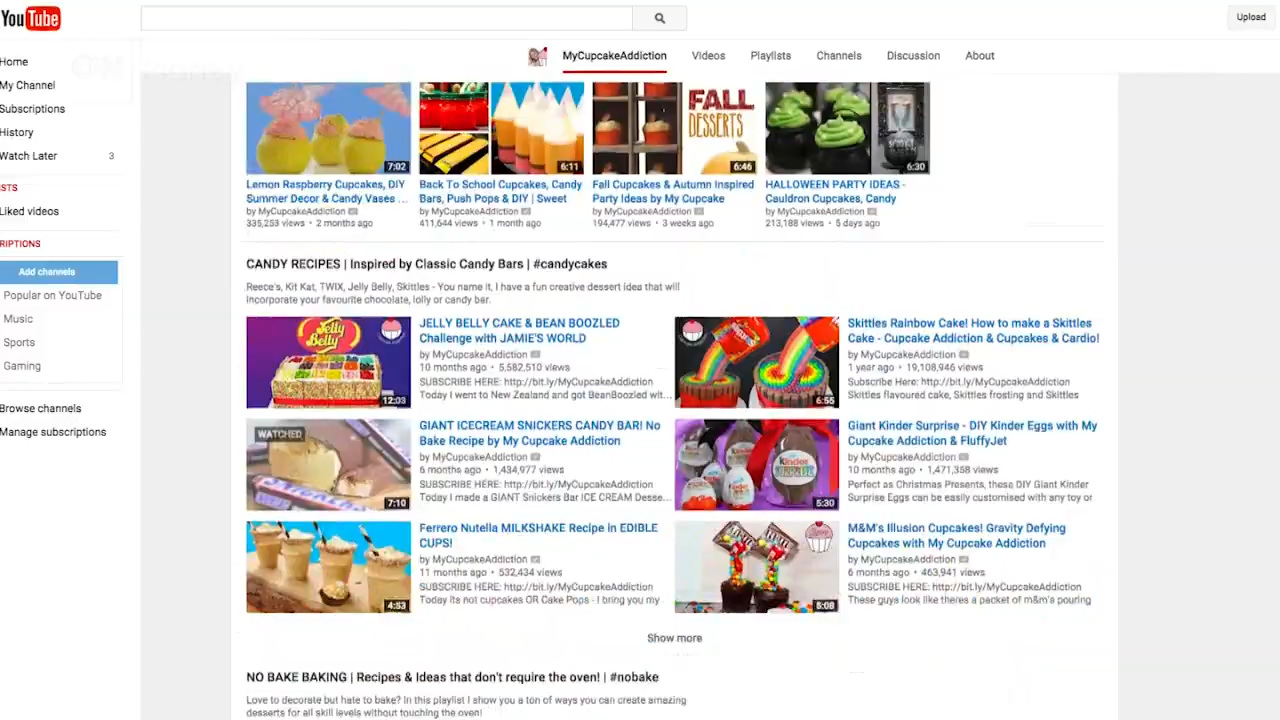 YouTube
Upload
Home
My Channel
Subscriptions
History
Watch Later 3
ISTS
Liked videos
RIPTIONS
Add channels
Popular on YouTube
Music
Sports
Gaming
Browse channels
Manage subscriptions
MyCupcakeAddiction Videos Playlists Channels Discussion About
7:02
6:11
FALL
DESSERTS
6:46
6:30
Lemon Raspberry Cupcakes, DIY
Summer Decor & Candy Vases ...
by MyCupcakeAddiction
335,253 views • 2 months ago
Back To School Cupcakes, Candy
Bars, Push Pops & DIY | Sweet
by MyCupcakeAddiction
411,644 views • 1 month ago
Fall Cupcakes & Autumn Inspired
Party Ideas by My Cupcake
by MyCupcakeAddiction
194,477 views • 3 weeks ago
HALLOWEEN PARTY IDEAS -
Cauldron Cupcakes, Candy
by MyCupcakeAddiction
213,188 views • 5 days ago
CANDY RECIPES | Inspired by Classic Candy Bars | #candycakes
Reece's, Kit Kat, TWIX, Jelly Belly, Skittles - You name it, I have a fun creative dessert idea that will
incorporate your favourite chocolate, lolly or candy bar.
Jelly
Belly
12:03
JELLY BELLY CAKE & BEAN BOOZLED
Challenge with JAMIE'S WORLD
by MyCupcakeAddiction
10 months ago • 5,582,510 views
SUBSCRIBE HERE: http://bit.ly/MyCupcakeAddiction
Today I went to New Zealand and got BeanBoozled wit...
6:55
Skittles Rainbow Cake! How to make a Skittles
Cake - Cupcake Addiction & Cupcakes & Cardio!
by MyCupcakeAddiction
1 year ago • 19,108,946 views
Subscribe Here: http://bit.ly/MyCupcakeAddiction
Skittles flavoured cake, Skittles frosting and Skittles
WATCHED
SNICKERS
7:10
GIANT ICECREAM SNICKERS CANDY BAR! No
Bake Recipe by My Cupcake Addiction
by MyCupcakeAddiction
6 months ago • 1,434,977 views
SUBSCRIBE HERE: http://bit.ly/MyCupcakeAddiction
Today I made a GIANT Snickers Bar ICE CREAM Desse...
Kinder
5:30
Giant Kinder Surprise - DIY Kinder Eggs with My
Cupcake Addiction & FluffyJet
by MyCupcakeAddiction
10 months ago • 1,471,358 views
Perfect as Christmas Presents, these DIY Giant Kinder
Surprise Eggs can be easily customised with any toy or
4:53
Ferrero Nutella MILKSHAKE Recipe in EDIBLE
CUPS!
by MyCupcakeAddiction
11 months ago • 532,434 views
SUBSCRIBE HERE: http://bit.ly/MyCupcakeAddiction
Today its not cupcakes OR Cake Pops - I bring you my
5:08
M&M's Illusion Cupcakes! Gravity Defying
Cupcakes with My Cupcake Addiction
by MyCupcakeAddiction
6 months ago • 463,941 views
SUBSCRIBE HERE: http://bit.ly/MyCupcakeAddiction
These guys look like theres a packet of m&m's pouring
Show more
NO BAKE BAKING | Recipes & Ideas that don't require the oven! | #nobake
Love to decorate but hate to bake? In this playlist I show you a ton of ways you can create amazing
desserts for all skill levels without touching the oven!